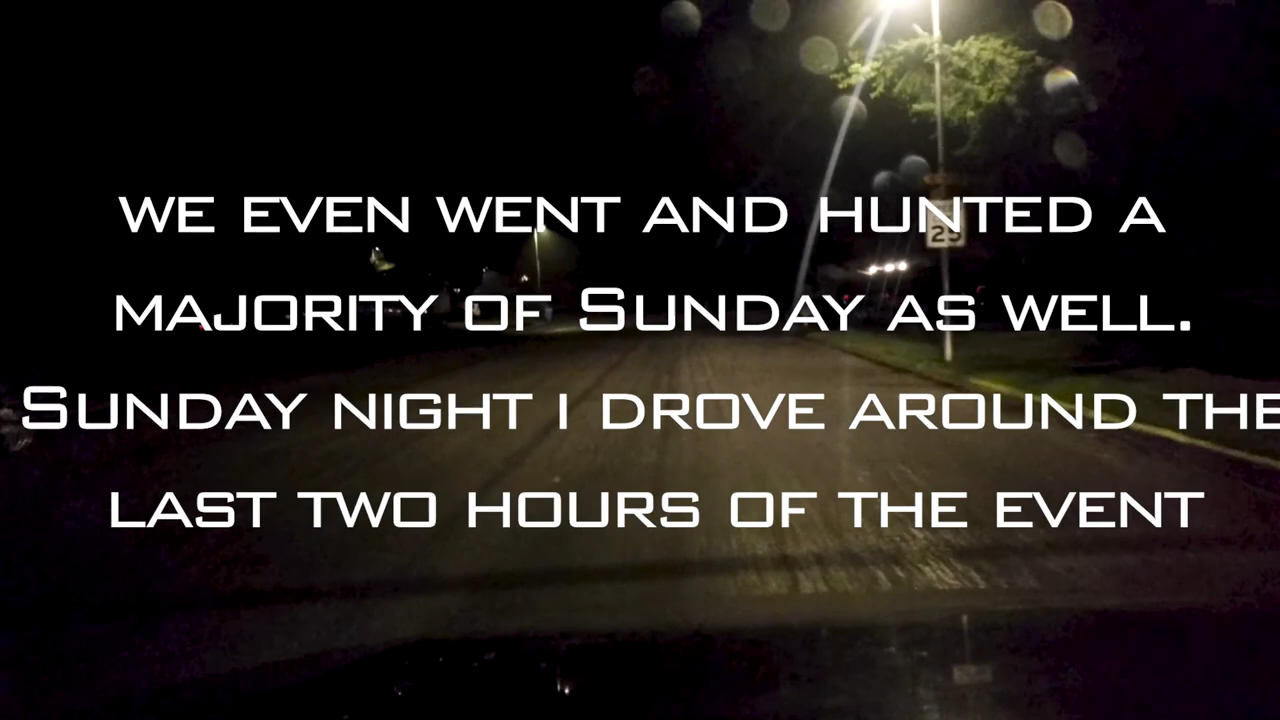 we even went and hunted a
majority of Sunday as well.
Sunday night i drove around the
last two hours of the event
25